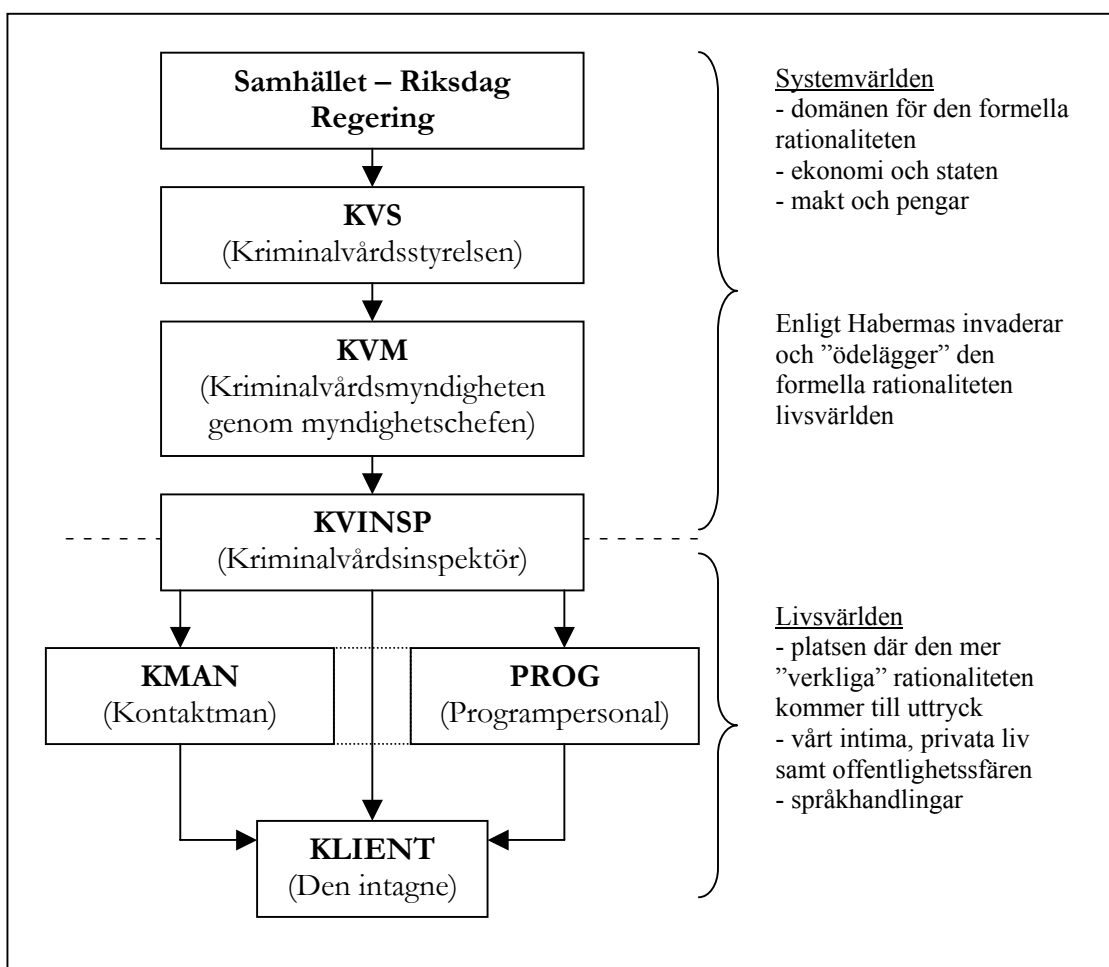 Samhället – Riksdag
Regering
KVS
(Kriminalvårdsstyrelsen)
KVM
(Kriminalvårdsmyndigheten
genom myndighetschefen)
KVINSP
(Kriminalvårdsinspektör)
KMAN
(Kontaktman)
PROG
(Programpersonal)
KLIENT
(Den intagne)
Systemvärlden
- domänen för den formella
rationaliteten
- ekonomi och staten
- makt och pengar
Enligt Habermas invaderar
och ”ödelägger” den
formella rationaliteten
livsvärlden
Livsvärlden
- platsen där den mer
”verkliga” rationaliteten
kommer till uttryck
- vårt intima, privata liv
samt offentlighetssfären
- språkhandlingar